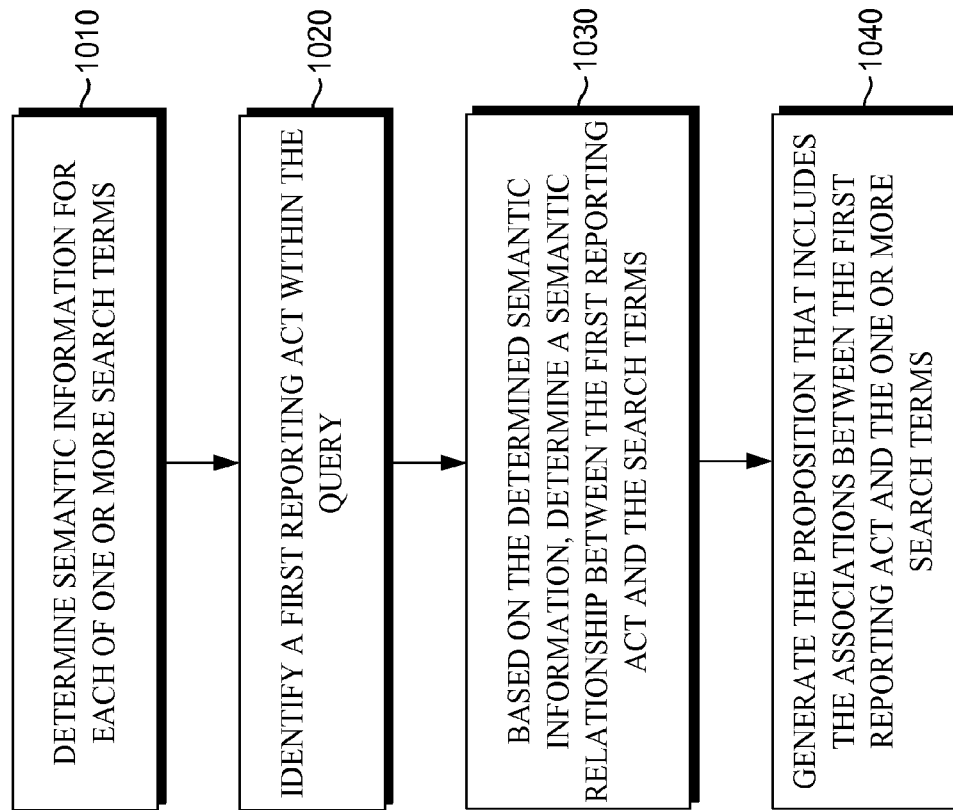 DETERMINE SEMANTIC INFORMATION FOR
EACH OF ONE OR MORE SEARCH TERMS
1010
IDENTIFY A FIRST REPORTING ACT WITHIN THE
QUERY
1020
BASED ON THE DETERMINED SEMANTIC
INFORMATION, DETERMINE A SEMANTIC
RELATIONSHIP BETWEEN THE FIRST REPORTING
ACT AND THE SEARCH TERMS
1030
GENERATE THE PROPOSITION THAT INCLUDES
THE ASSOCIATIONS BETWEEN THE FIRST
REPORTING ACT AND THE ONE OR MORE
SEARCH TERMS
1040